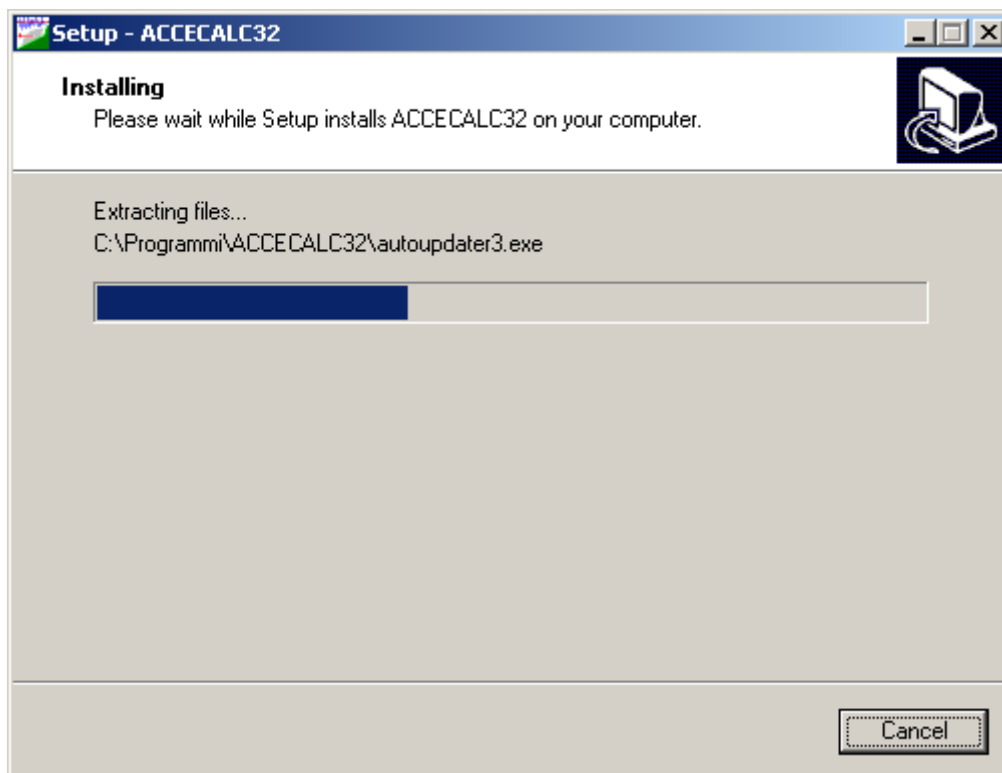 Setup - ACCECALC32
Installing
Please wait while Setup installs ACCECALC32 on your computer.
Extracting files...
C:\Programmi\ACCECALC32\autoupdater3.exe
Cancel